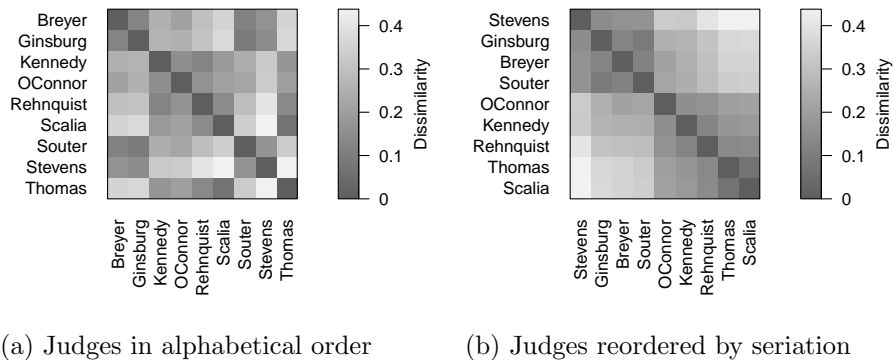 Breyer
Ginsburg
Kennedy
OConnor
Rehnquist
Scalia
Souter
Stevens
Thomas
Breyer
Ginsburg
Kennedy
OConnor
Rehnquist
Scalia
Souter
Stevens
Thomas
0.4
0.3
0.2
0.1
0
Dissimilarity
Stevens
Ginsburg
Breyer
Souter
OConnor
Kennedy
Rehnquist
Thomas
Scalia
Stevens
Ginsburg
Breyer
Souter
OConnor
Kennedy
Rehnquist
Thomas
Scalia
0.4
0.3
0.2
0.1
0
Dissimilarity
(a) Judges in alphabetical order
(b) Judges reordered by seriation